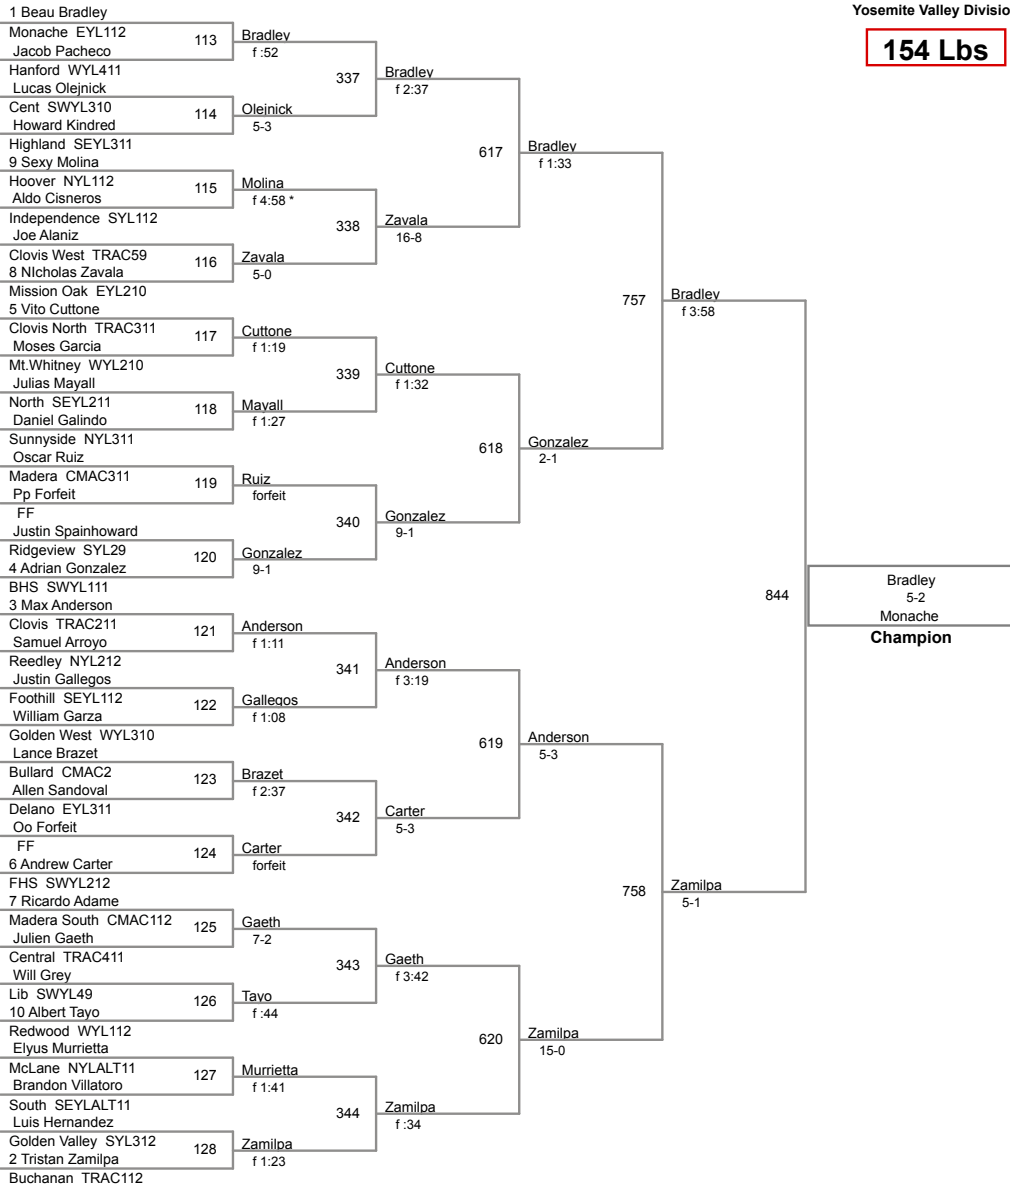 1 Beau Bradley
Monache EYL112
Jacob Pacheco
Hanford WYL411
Lucas Olejnick
Cent SWYL310
Howard Kindred
Highland SEYL311
9 Sexy Molina
Hoover NYL112
Aldo Cisneros
Independence SYL112
Joe Alaniz
Clovis West TRAC59
8 NIcholas Zavala
Mission Oak EYL210
5 Vito Cuttone
Clovis North TRAC311
Moses Garcia
Mt.Whitney WYL210
Julias Mayall
North SEYL211
Daniel Galindo
Sunnyside NYL311
Oscar Ruiz
Madera CMAC311
Pp Forfeit
FF
Justin Spainhoward
Ridgeview SYL29
4 Adrian Gonzalez
BHS SWYL111
3 Max Anderson
Clovis TRAC211
Samuel Arroyo
Reedley NYL212
Justin Gallegos
Foothill SEYL112
William Garza
Golden West WYL310
Lance Brazet
Bullard CMAC2
Allen Sandoval
Delano EYL311
Oo Forfeit
FF
6 Andrew Carter
FHS SWYL212
7 Ricardo Adame
Madera South CMAC112
Julien Gaeth
Central TRAC411
Will Grey
Lib SWYL49
10 Albert Tayo
Redwood WYL112
Elyus Murrietta
McLane NYLALT11
Brandon Villatoro
South SEYLALT11
Luis Hernandez
Golden Valley SYL312
2 Tristan Zamilpa
Buchanan TRAC112
113
114
115
116
117
118
119
120
121
122
123
124
125
126
127
128
Bradley
f :52
Olejnick
5-3
Molina
f 4:58 *
Zavala
5-0
Cuttone
f 1:19
Mayall
f 1:27
Ruiz
forfeit
Gonzalez
9-1
Anderson
f 1:11
Gallegos
f 1:08
Brazet
f 2:37
Carter
forfeit
Gaeth
7-2
Tayo
f :44
Murrietta
f 1:41
Zamilpa
f 1:23
337
338
339
340
341
342
343
344
Bradley
f 2:37
Zavala
16-8
Cuttone
f 1:32
Gonzalez
9-1
Anderson
f 3:19
Carter
5-3
Gaeth
f 3:42
Zamilpa
f :34
617
618
619
620
Bradley
f 1:33
Gonzalez
2-1
Anderson
5-3
Zamilpa
15-0
757
758
Bradley
f 3:58
Zamilpa
5-1
844
Yosemite Valley Divisio
154 Lbs
Bradley
5-2
Monache
Champion